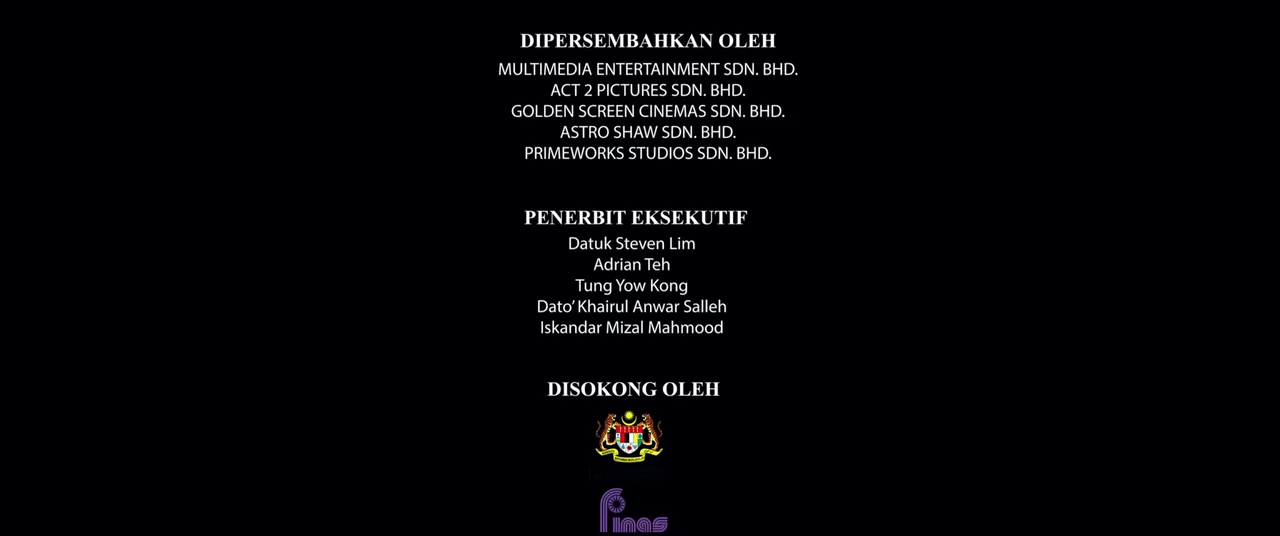 DIPERSEMBAHKAN OLEH
MULTIMEDIA ENTERTAINMENT SDN. BHD.
ACT 2 PICTURES SDN. BHD.
GOLDEN SCREEN CINEMAS SDN. BHD.
ASTRO SHAW SDN. BHD.
PRIMEWORKS STUDIOS SDN. BHD.
PENERBIT EKSEKUTIF
Datuk Steven Lim
Adrian Teh
Tung Yow Kong
Dato’ Khairul Anwar Salleh
Iskandar Mizal Mahmood
DISOKONG OLEH
Finas